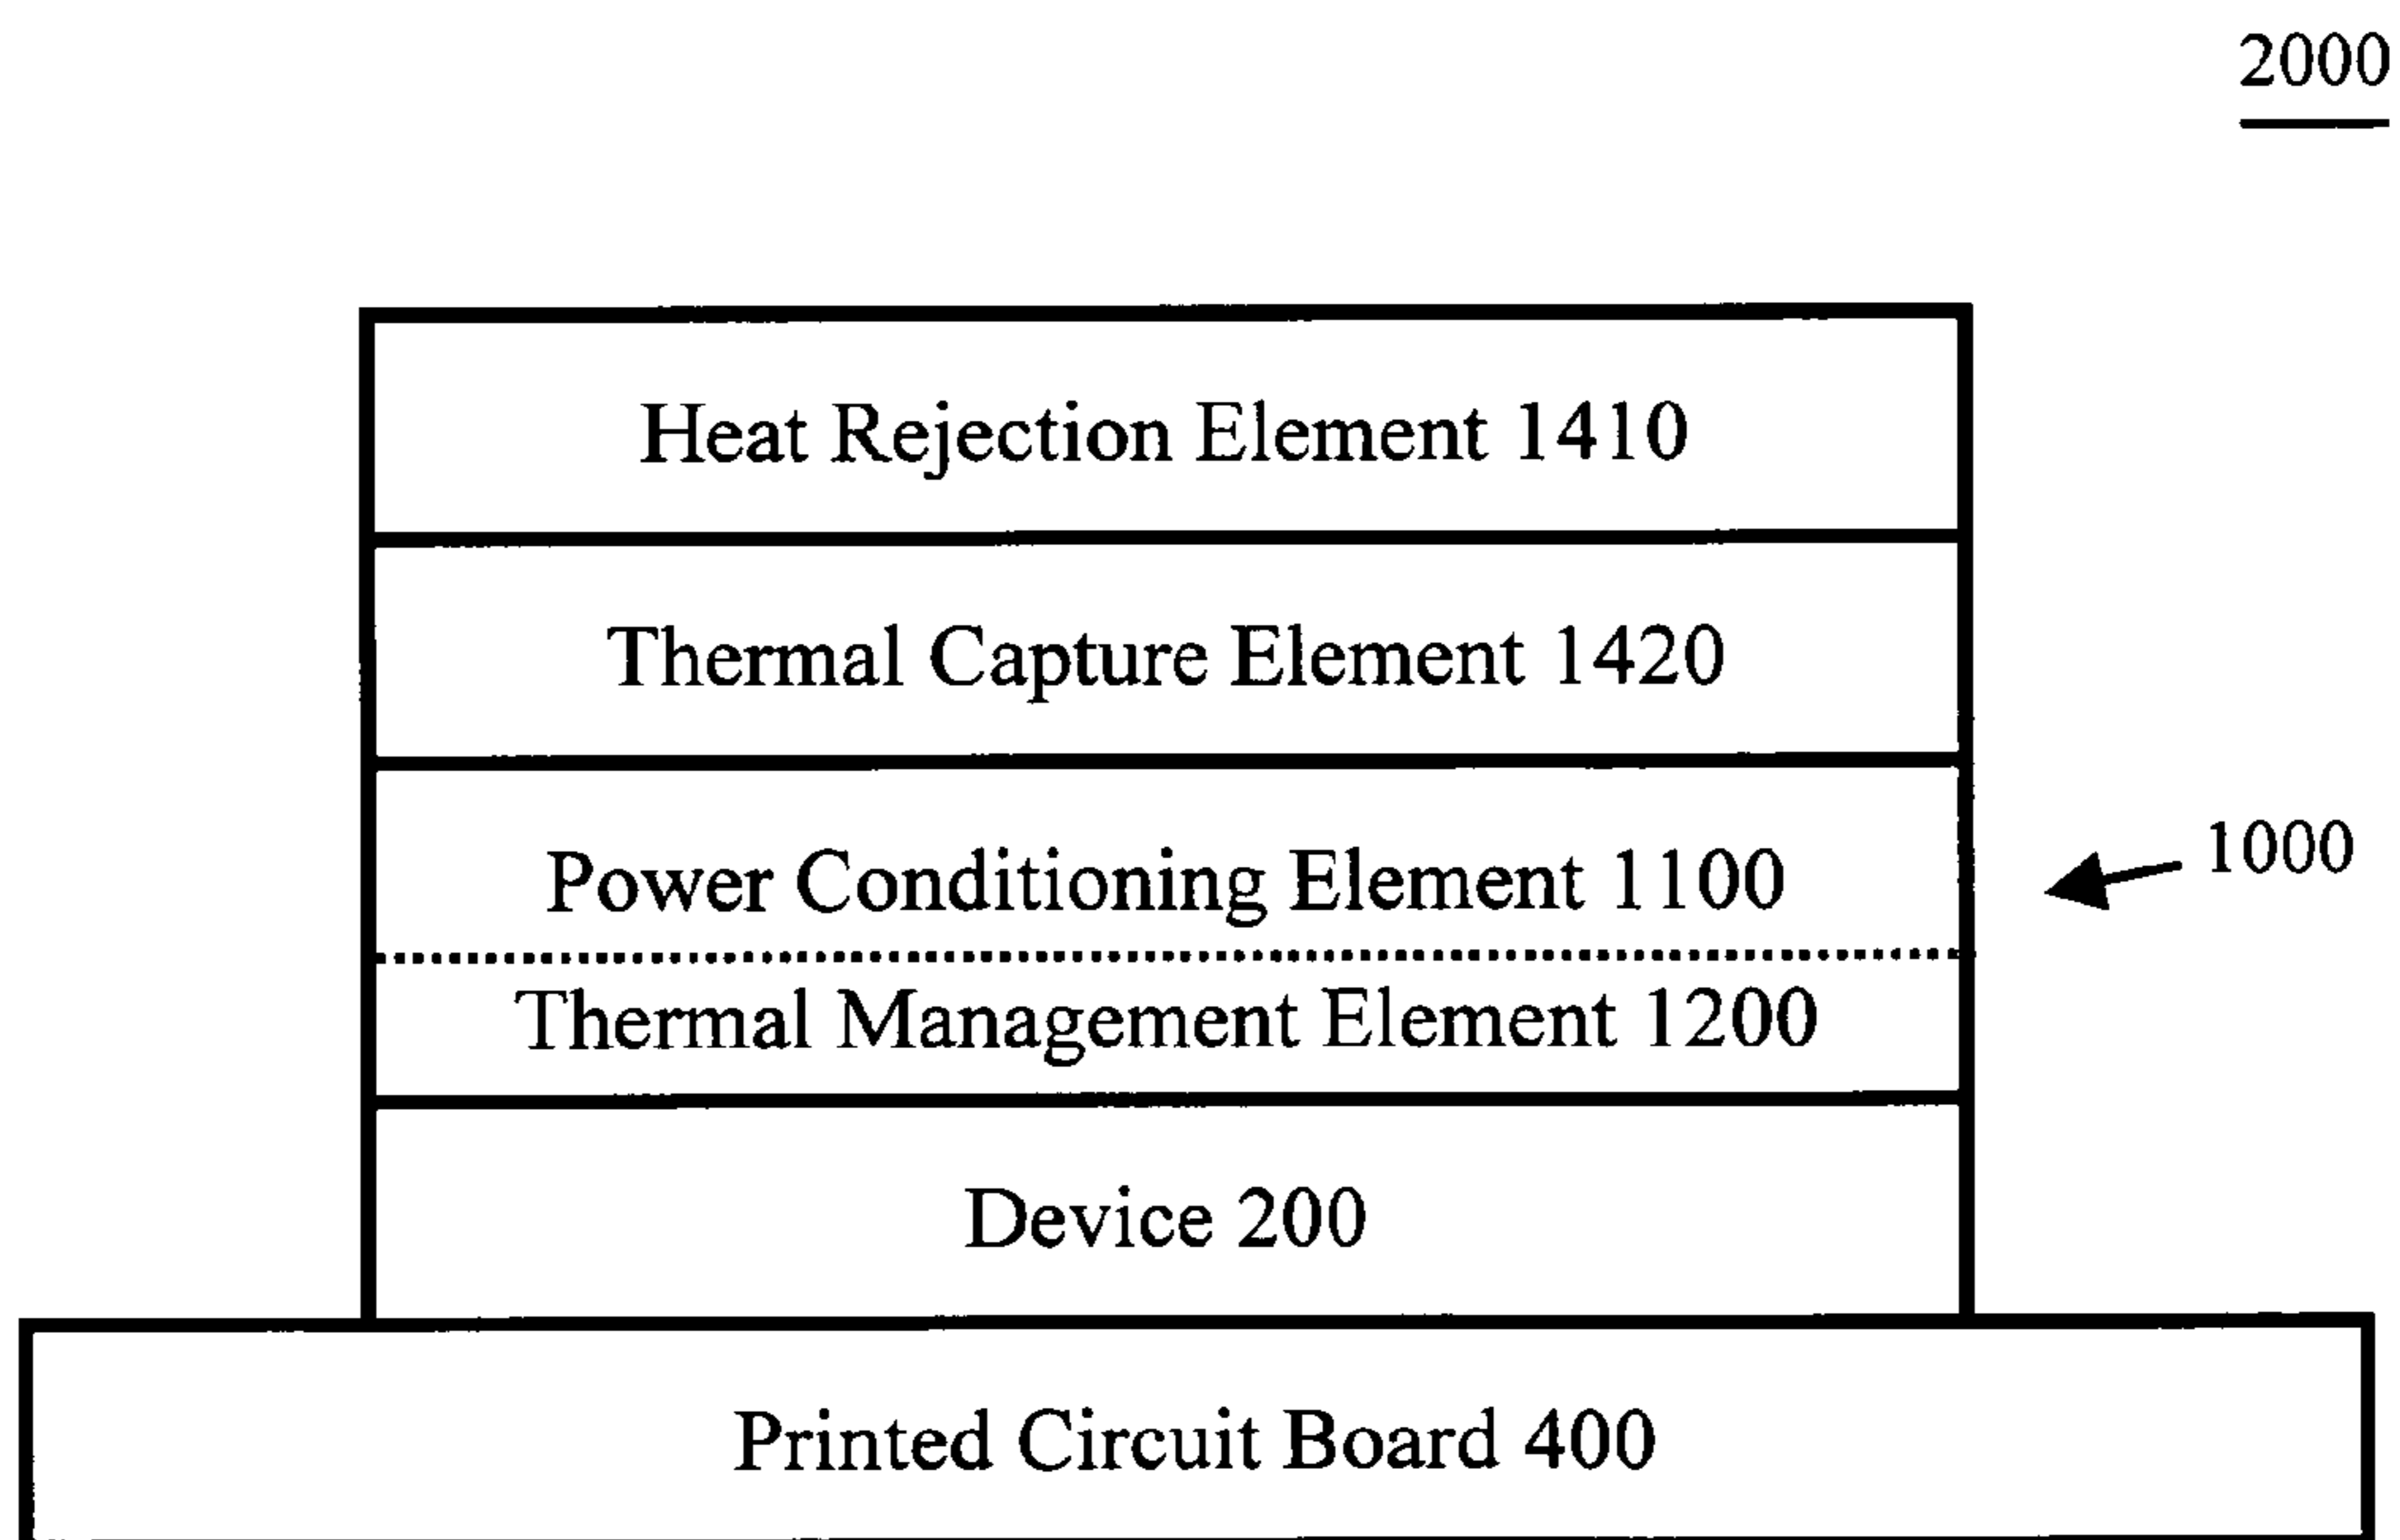 2000
Heat Rejection Element 1410
Thermal Capture Element 1420
Power Conditioning Element 1100
1000
Thermal Management Element 1200
Device 200
Printed Circuit Board 400